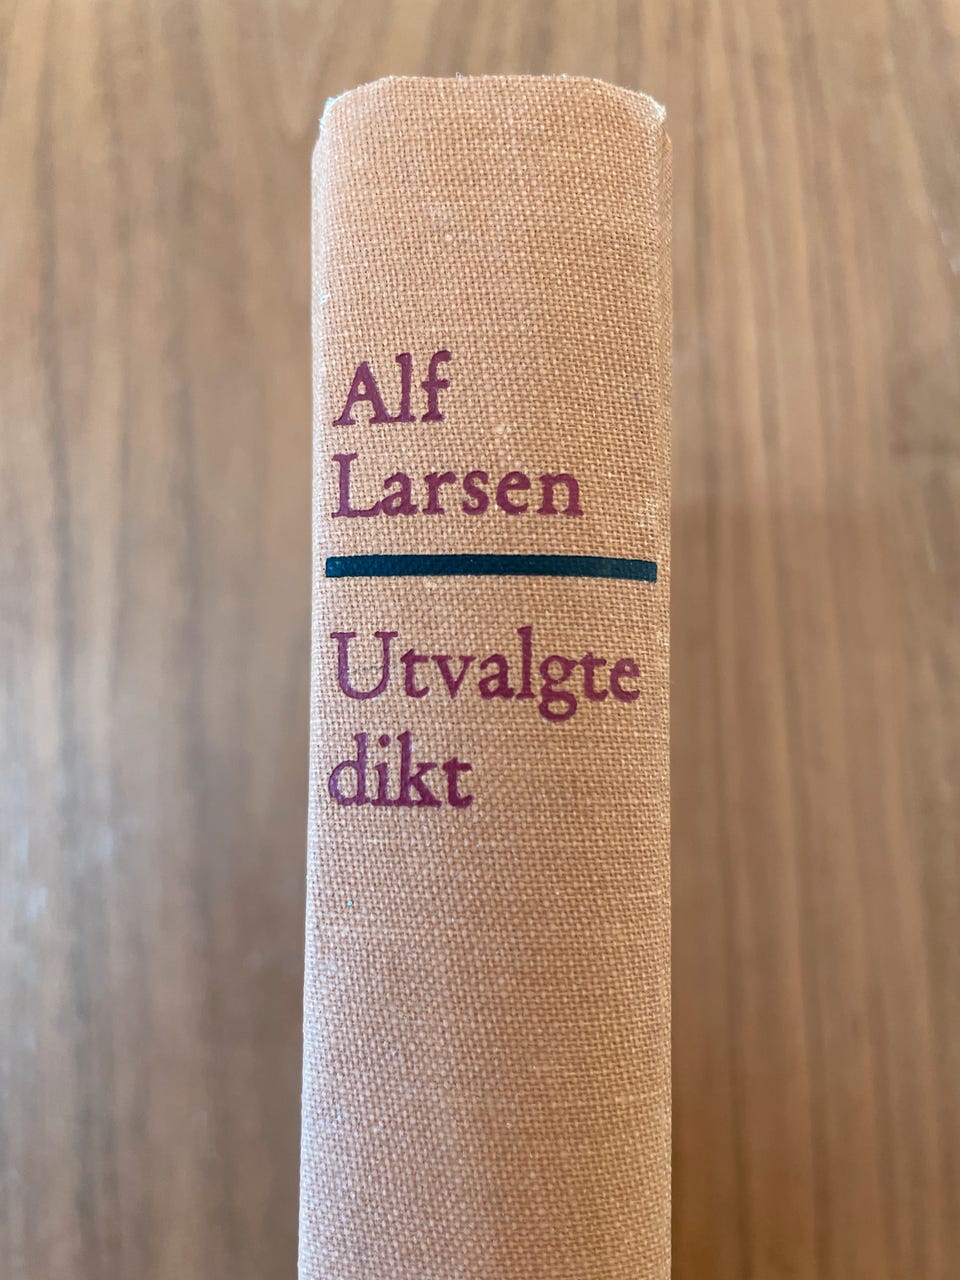 Alf
Larsen
Utvalgte
dikt